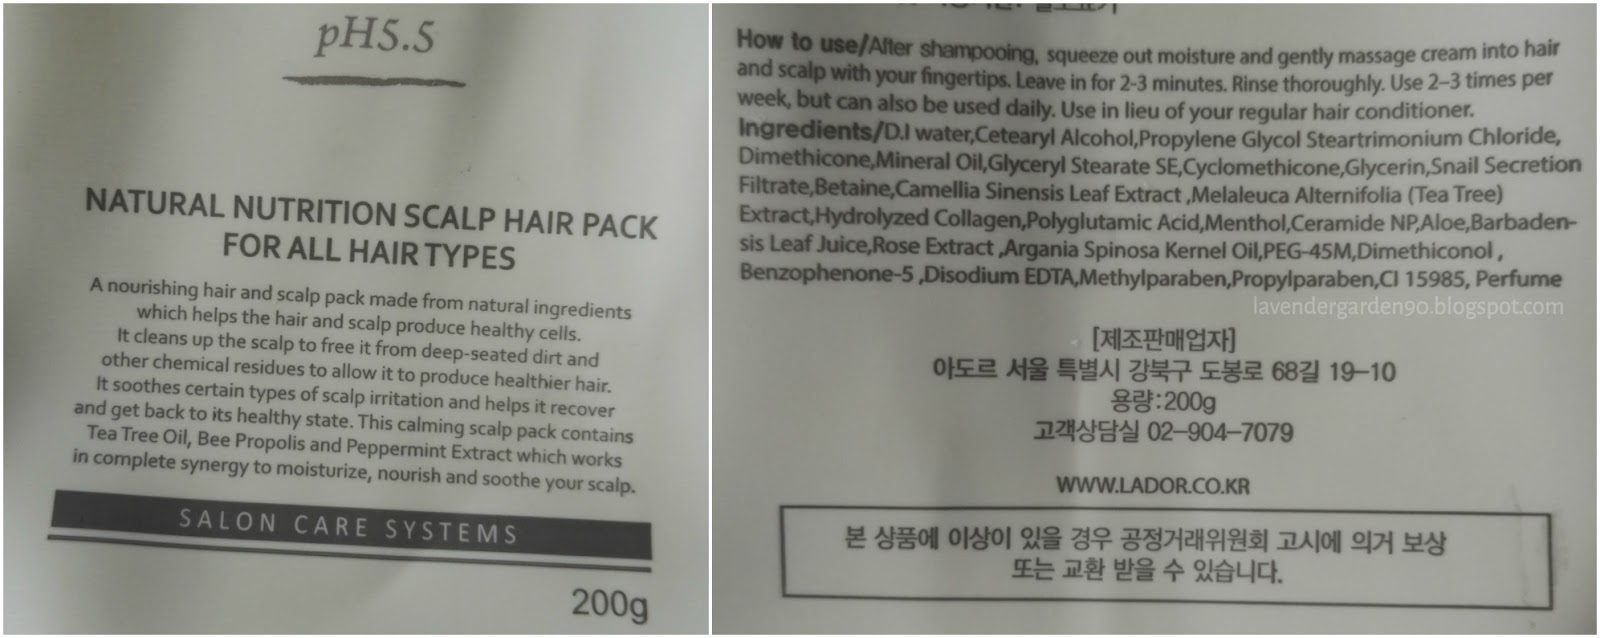 pH5.5
NATURAL NUTRITION SCALP HAIR PACK
FOR ALL HAIR TYPES
A nourishing hair and scalp pack made from natural ingredients
which helps the hair and scalp produce healthy cells.
It cleans up the scalp to free it from deep-seated dirt and
other chemical residues to allow it to produce healthier hair.
It soothes certain types of scalp irritation and helps it recover
and get back to its healthy state. This calming scalp pack contains
Tea Tree Oil, Bee Propolis and Peppermint Extract which works
in complete synergy to moisturize, nourish and soothe your scalp.
SALON CARE SYSTEMS
200g
How to use/After shampooing, squeeze out moisture and gently massage cream into hair
and scalp with your fingertips. Leave in for 2-3 minutes. Rinse thoroughly. Use 2–3 times per
week, but can also be used daily. Use in lieu of your regular hair conditioner.
Ingredients/D.I water,Cetearyl Alcohol,Propylene Glycol Steartrimonium Chloride,
Dimethicone,Mineral Oil,Glyceryl Stearate SE,Cyclomethicone,Glycerin,Snail Secretion
Filtrate,Betaine,Camellia Sinensis Leaf Extract ,Melaleuca Alternifolia (Tea Tree)
Extract,Hydrolyzed Collagen,Polyglutamic Acid,Menthol,Ceramide NP,Aloe,Barbaden-
sis Leaf Juice,Rose Extract ,Argania Spinosa Kernel Oil,PEG-45M,Dimethiconol ,
Benzophenone-5 ,Disodium EDTA,Methylparaben,Propylparaben,CI 15985, Perfume
lavendergarden90.blogspot.com
[제조판매업자]
아도르 서울 특별시 강북구 도봉로 68길 19–10
용량:200g
고객상담실 02–904–7079
WWW.LADOR.CO.KR
본 상품에 이상이 있을 경우 공정거래위원회 고시에 의거 보상
또는 교환 받을 수 있습니다.